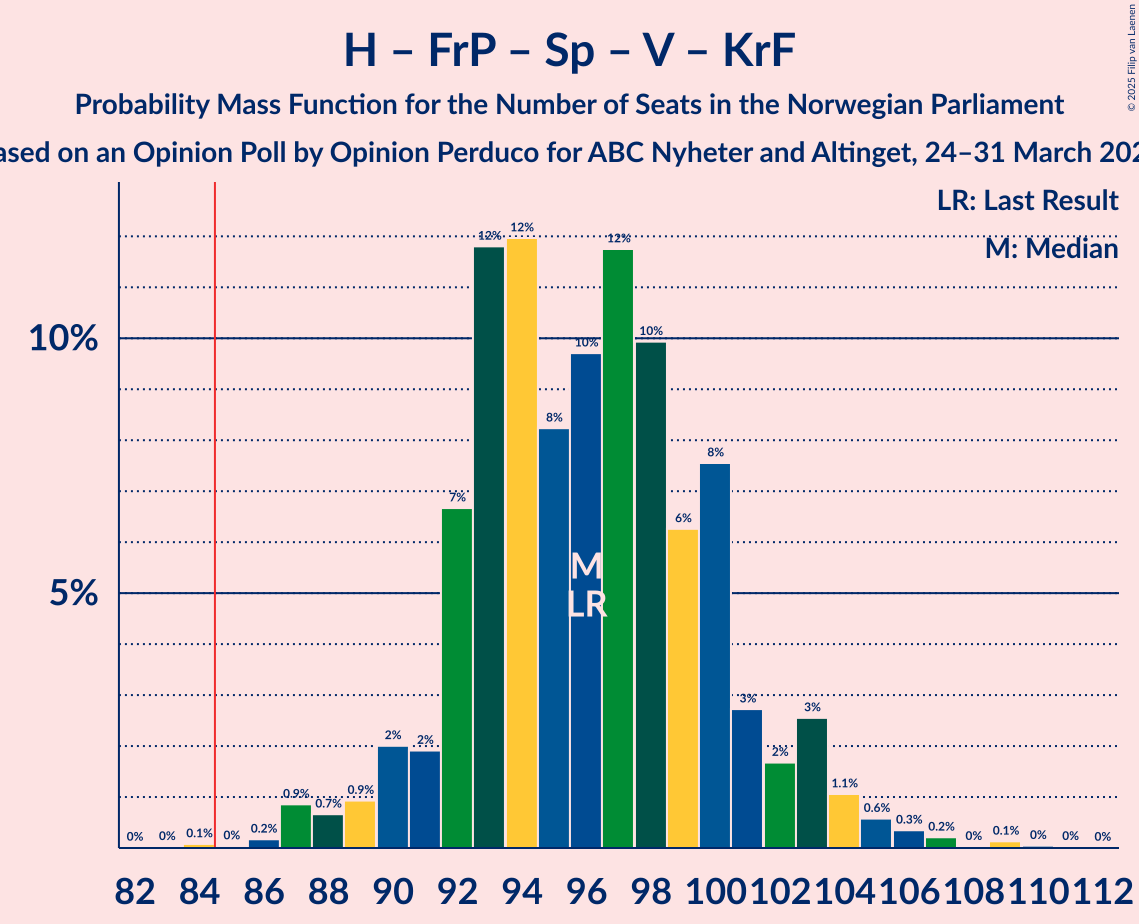 H – FrP – Sp – V – KrF
Probability Mass Function for the Number of Seats in the Norwegian Parliament
ased on an Opinion Poll by Opinion Perduco for ABC Nyheter and Altinget, 24–31 March 202
© 2025 Filip van Laenen
LR: Last Result
M: Median
10%
5%
0% 0% 0.1% 0% 0.2% 0.9% 0.7% 0.9% 2% 2% 7% 12% 12% 8% 10% 12% 10% 6% 8% 3% 2% 3% 1.1% 0.6% 0.3% 0.2% 0% 0.1% 0% 0% 0%
M
LR
82 84 86 88 90 92 94 96 98 100 102 104 106 108 110 112